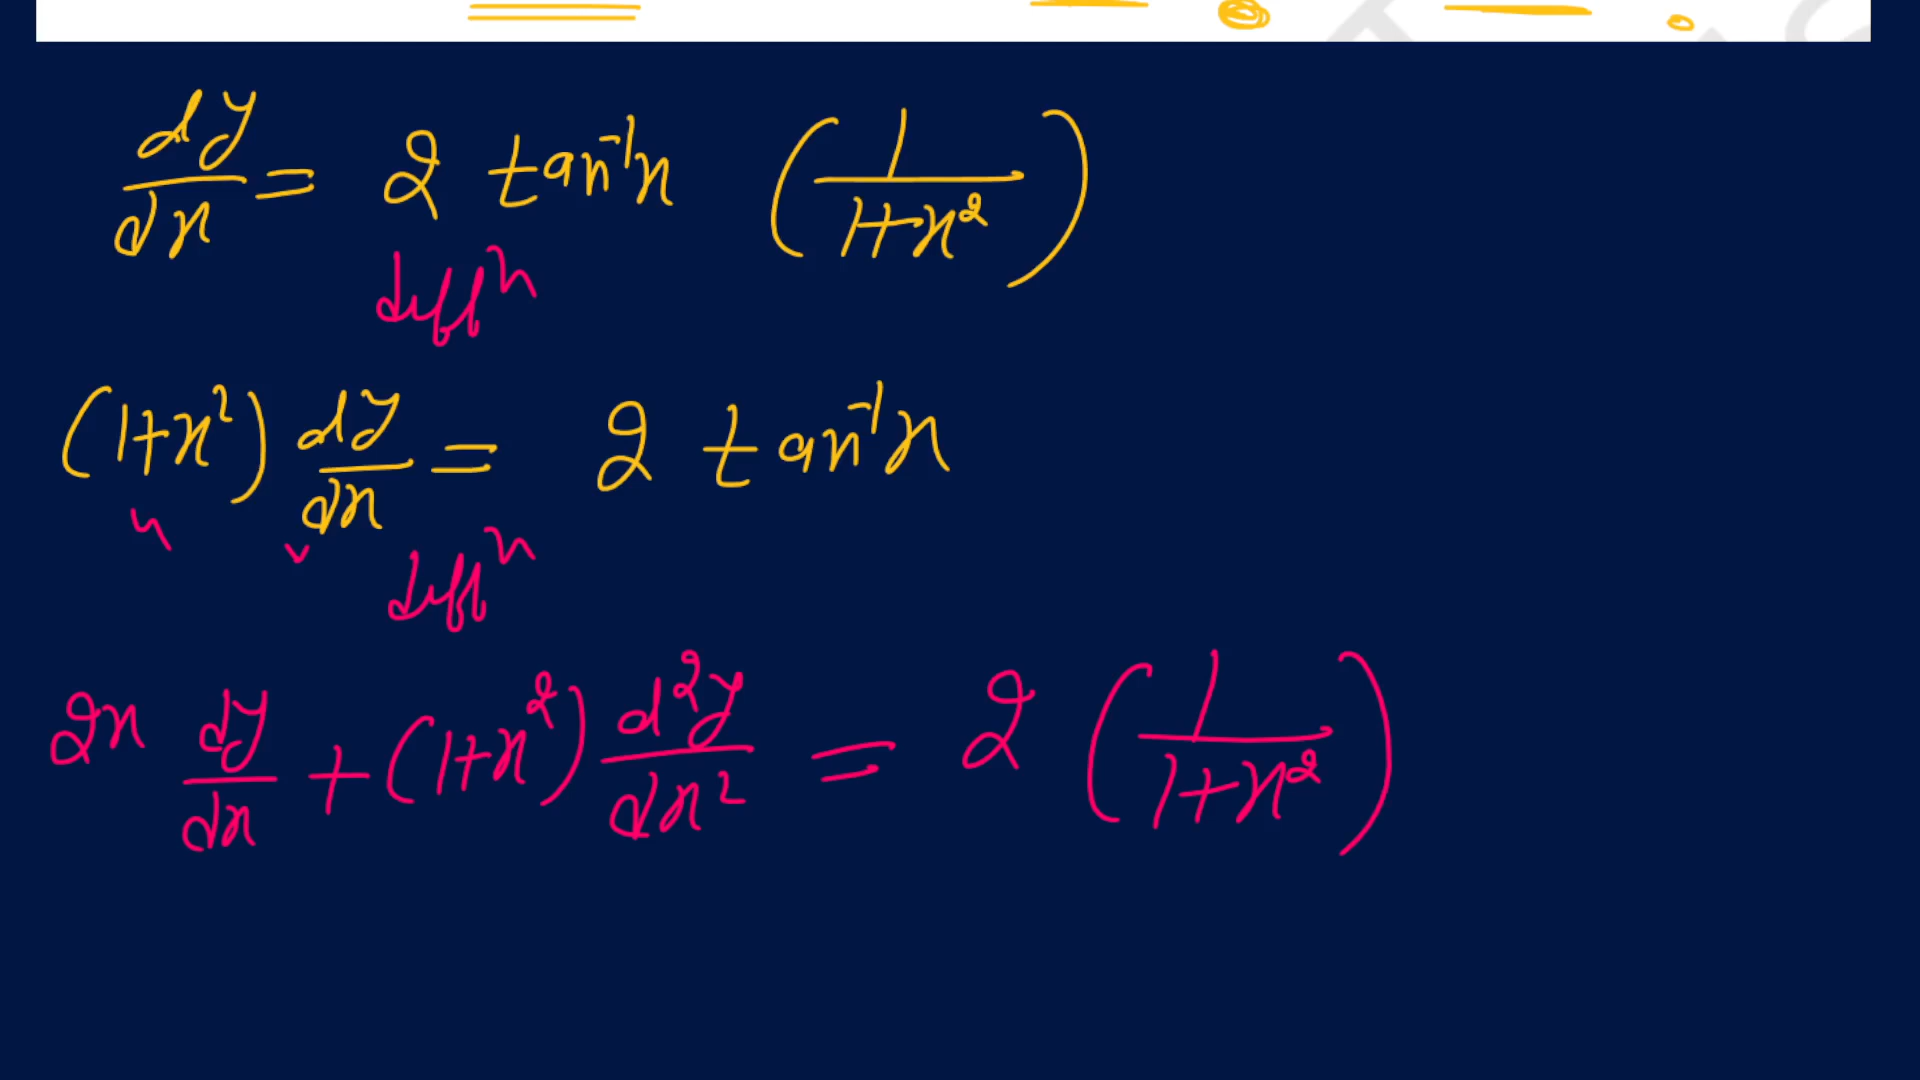 dy/dx = 2 tan⁻¹x (1/(1+x²))
diffⁿ
(1+x²) dy/dx = 2 tan⁻¹x
u v diffⁿ
2x dy/dx + (1+x²) d²y/dx² = 2 (1/(1+x²))